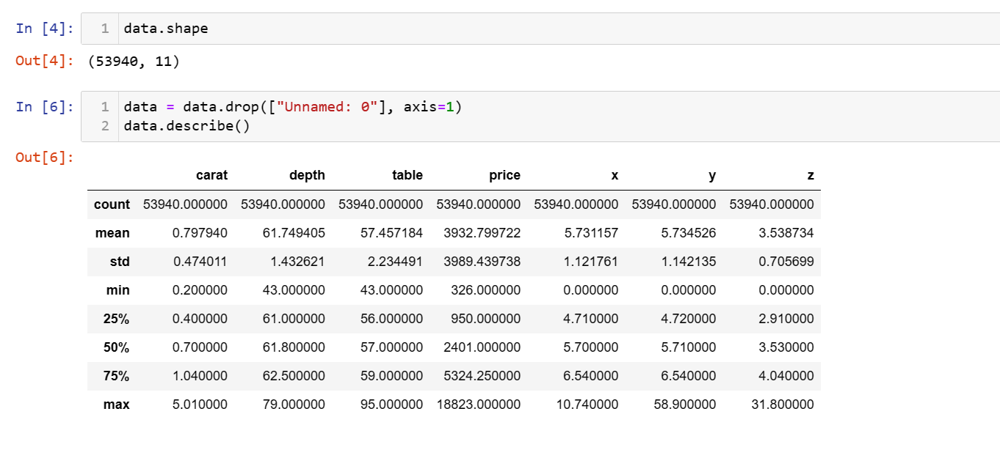 In [4]: 1 data.shape
Out[4]: (53940, 11)
In [6]: 1 data = data.drop(["Unnamed: 0"], axis=1)
2 data.describe()
Out[6]:
carat depth table price x y z
count 53940.000000 53940.000000 53940.000000 53940.000000 53940.000000 53940.000000 53940.000000
mean 0.797940 61.749405 57.457184 3932.799722 5.731157 5.734526 3.538734
std 0.474011 1.432621 2.234491 3989.439738 1.121761 1.142135 0.705699
min 0.200000 43.000000 43.000000 326.000000 0.000000 0.000000 0.000000
25% 0.400000 61.000000 56.000000 950.000000 4.710000 4.720000 2.910000
50% 0.700000 61.800000 57.000000 2401.000000 5.700000 5.710000 3.530000
75% 1.040000 62.500000 59.000000 5324.250000 6.540000 6.540000 4.040000
max 5.010000 79.000000 95.000000 18823.000000 10.740000 58.900000 31.800000